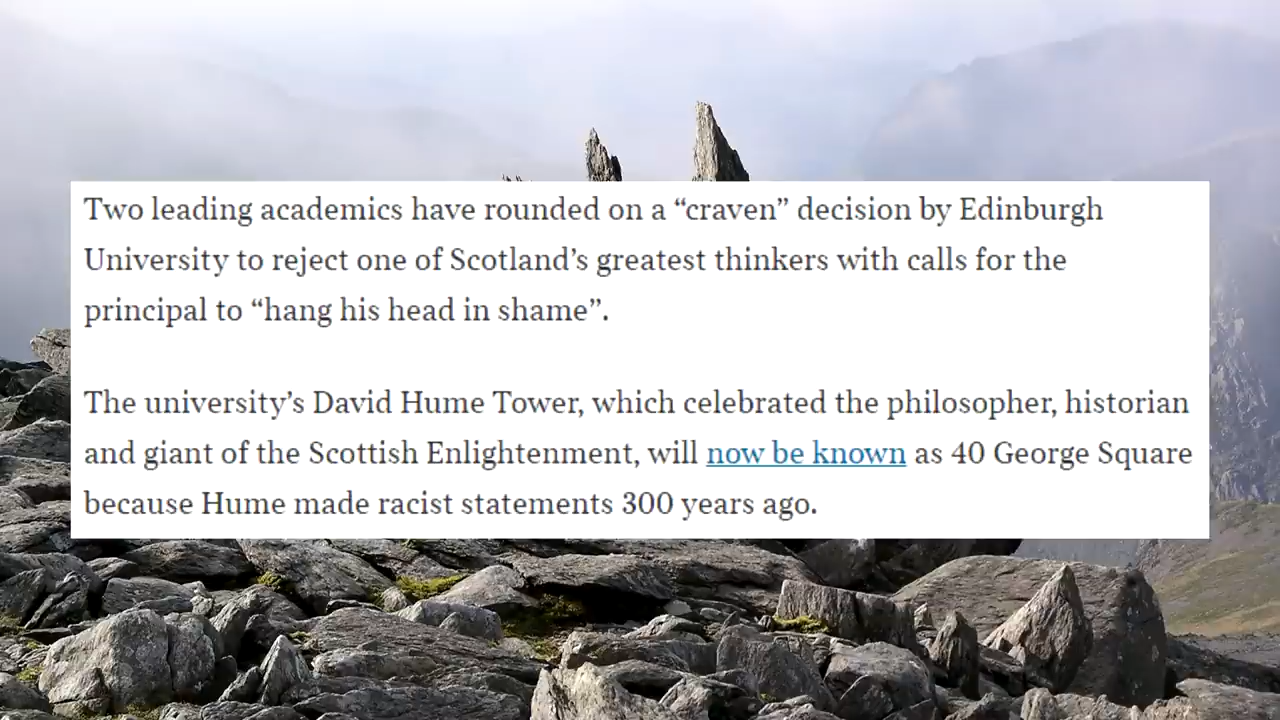 Two leading academics have rounded on a “craven” decision by Edinburgh
University to reject one of Scotland’s greatest thinkers with calls for the
principal to “hang his head in shame”.
The university’s David Hume Tower, which celebrated the philosopher, historian
and giant of the Scottish Enlightenment, will now be known as 40 George Square
because Hume made racist statements 300 years ago.